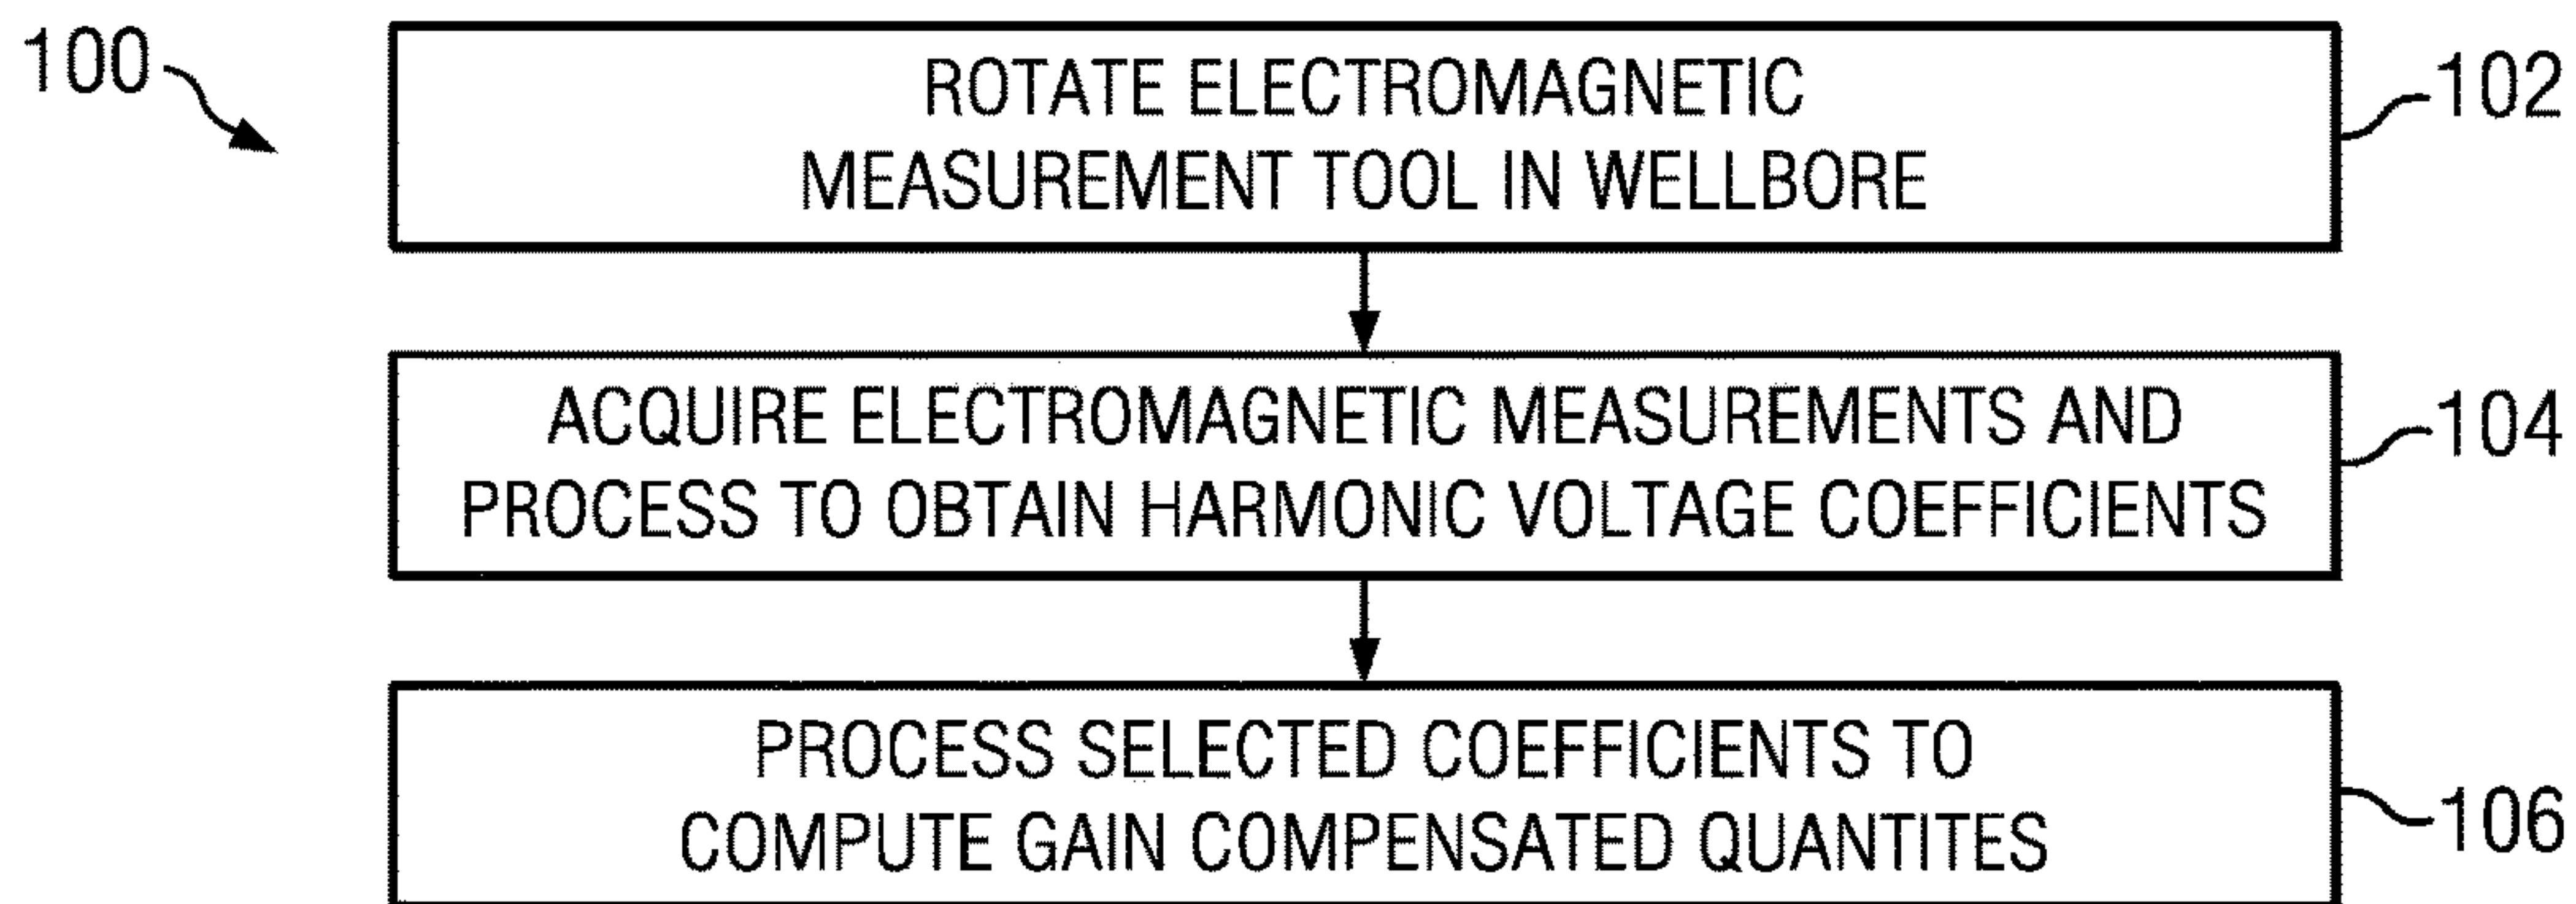 100
ROTATE ELECTROMAGNETIC
MEASUREMENT TOOL IN WELLBORE
102
ACQUIRE ELECTROMAGNETIC MEASUREMENTS AND
PROCESS TO OBTAIN HARMONIC VOLTAGE COEFFICIENTS
104
PROCESS SELECTED COEFFICIENTS TO
COMPUTE GAIN COMPENSATED QUANTITES
106